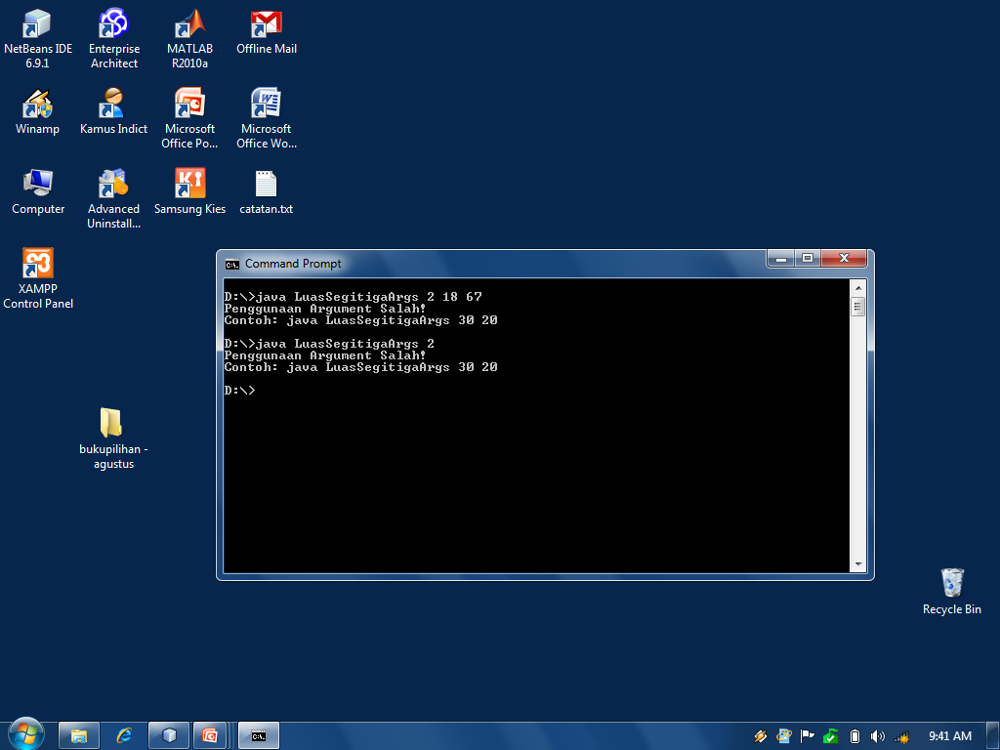 NetBeans IDE
6.9.1
Enterprise
Architect
MATLAB
R2010a
Offline Mail
Winamp
Kamus Indict
Microsoft
Office Po...
Microsoft
Office Wo...
Computer
Advanced
Uninstall...
Samsung Kies
catatan.txt
XAMPP
Control Panel
bukupilihan -
agustus
Command Prompt
D:\>java LuasSegitigaArgs 2 18 67
Penggunaan Argument Salah!
Contoh: java LuasSegitigaArgs 30 20
D:\>java LuasSegitigaArgs 2
Penggunaan Argument Salah!
Contoh: java LuasSegitigaArgs 30 20
D:\>
Recycle Bin
9:41 AM